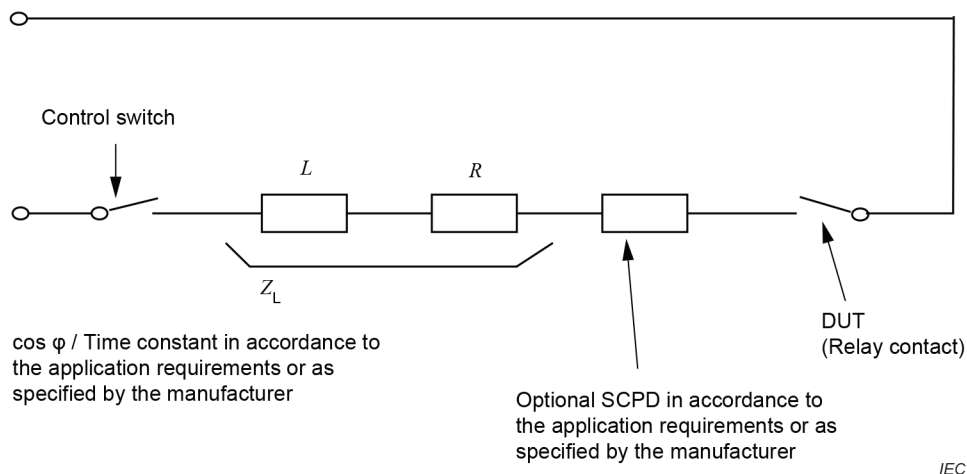 Control switch
L
R
Z_L
cos φ / Time constant in accordance to
the application requirements or as
specified by the manufacturer
DUT
(Relay contact)
Optional SCPD in accordance to
the application requirements or as
specified by the manufacturer
IEC